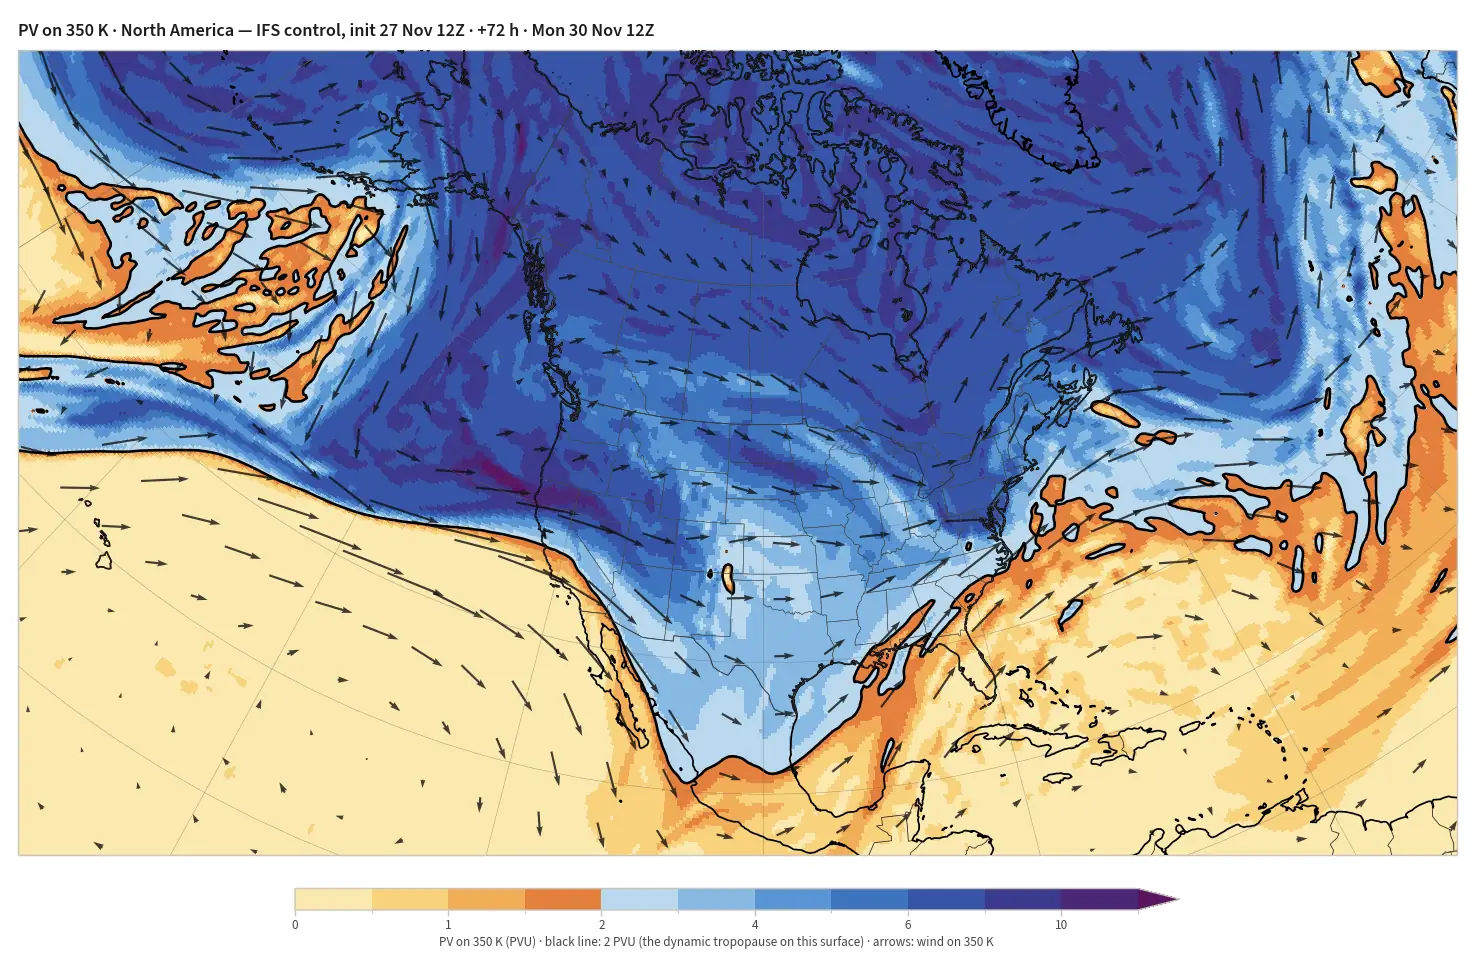 PV on 350 K · North America — IFS control, init 27 Nov 12Z · +72 h · Mon 30 Nov 12Z
0 1 2 4 6 10
PV on 350 K (PVU) · black line: 2 PVU (the dynamic tropopause on this surface) · arrows: wind on 350 K